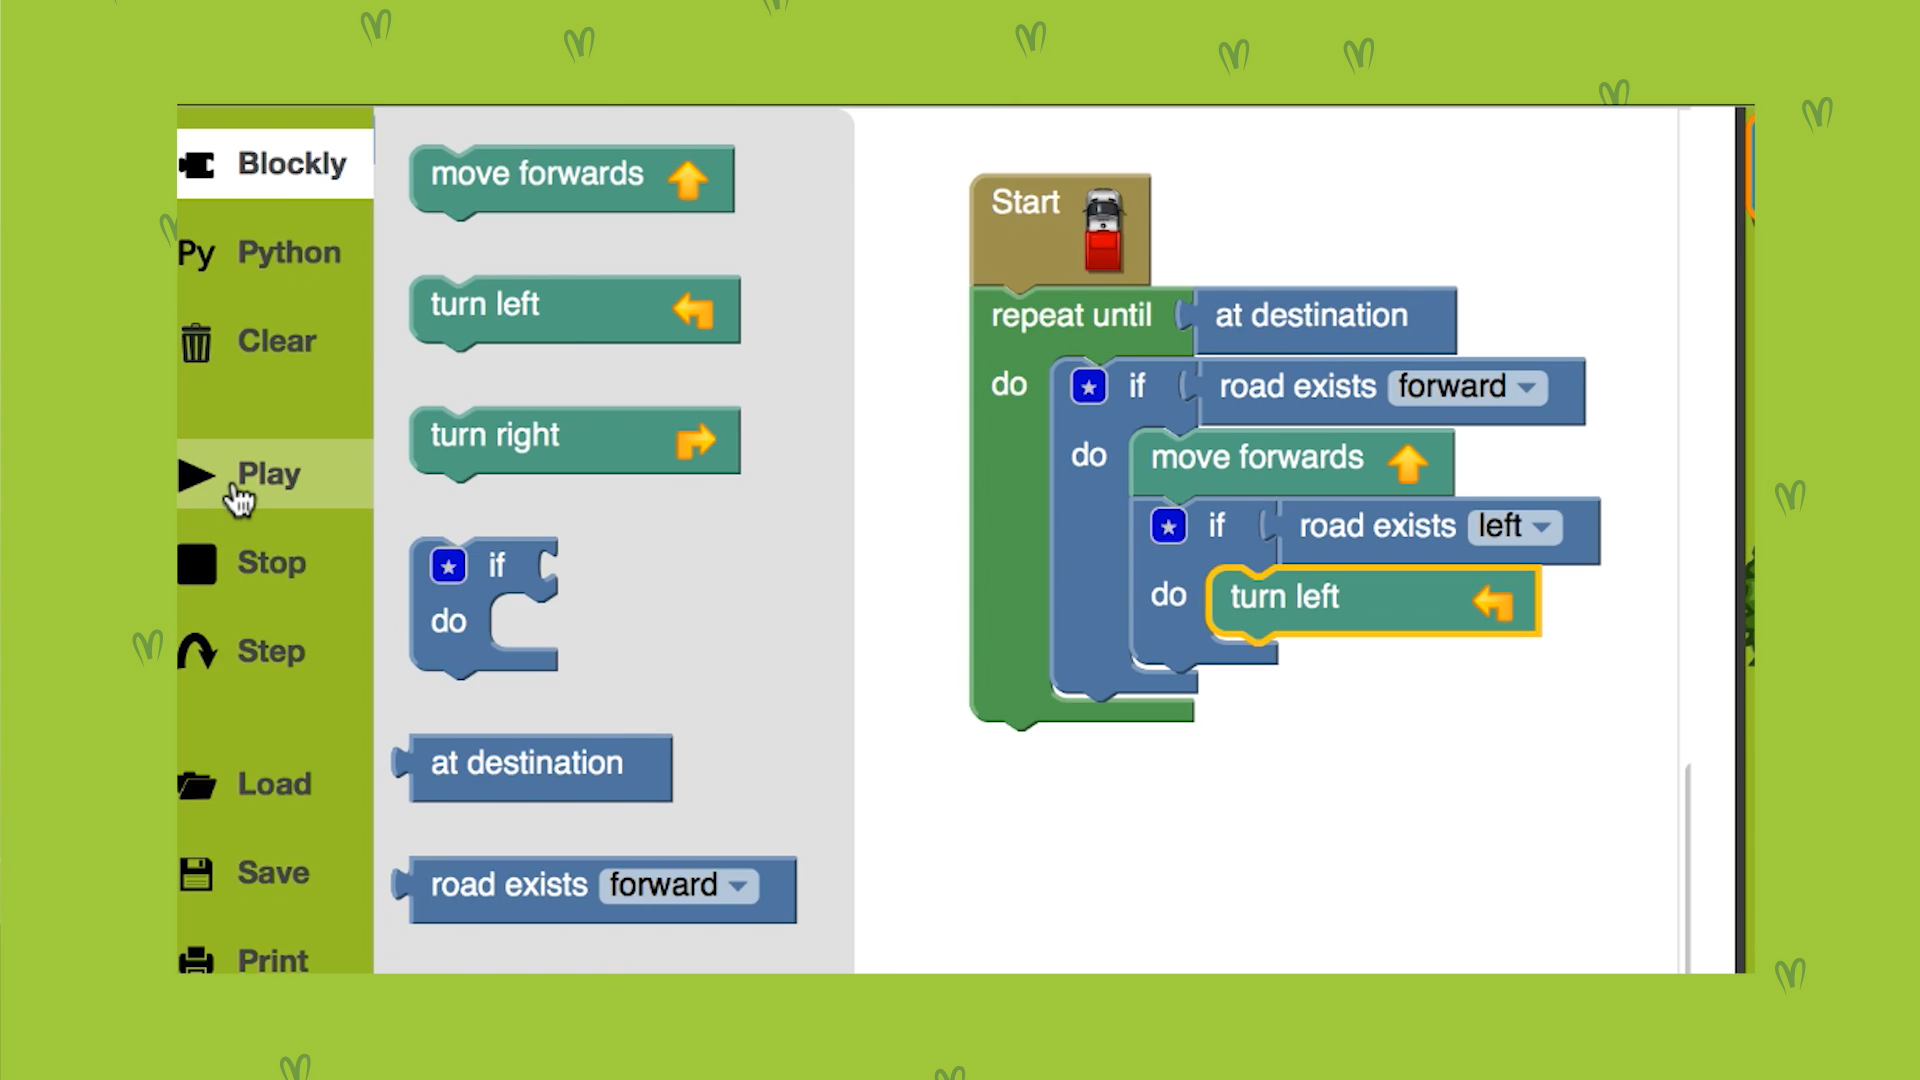 Blockly
Py Python
Clear
Play
Stop
Step
Load
Save
Print
move forwards
turn left
turn right
if
do
at destination
road exists forward
Start
repeat until at destination
do if road exists forward
do move forwards
if road exists left
do turn left